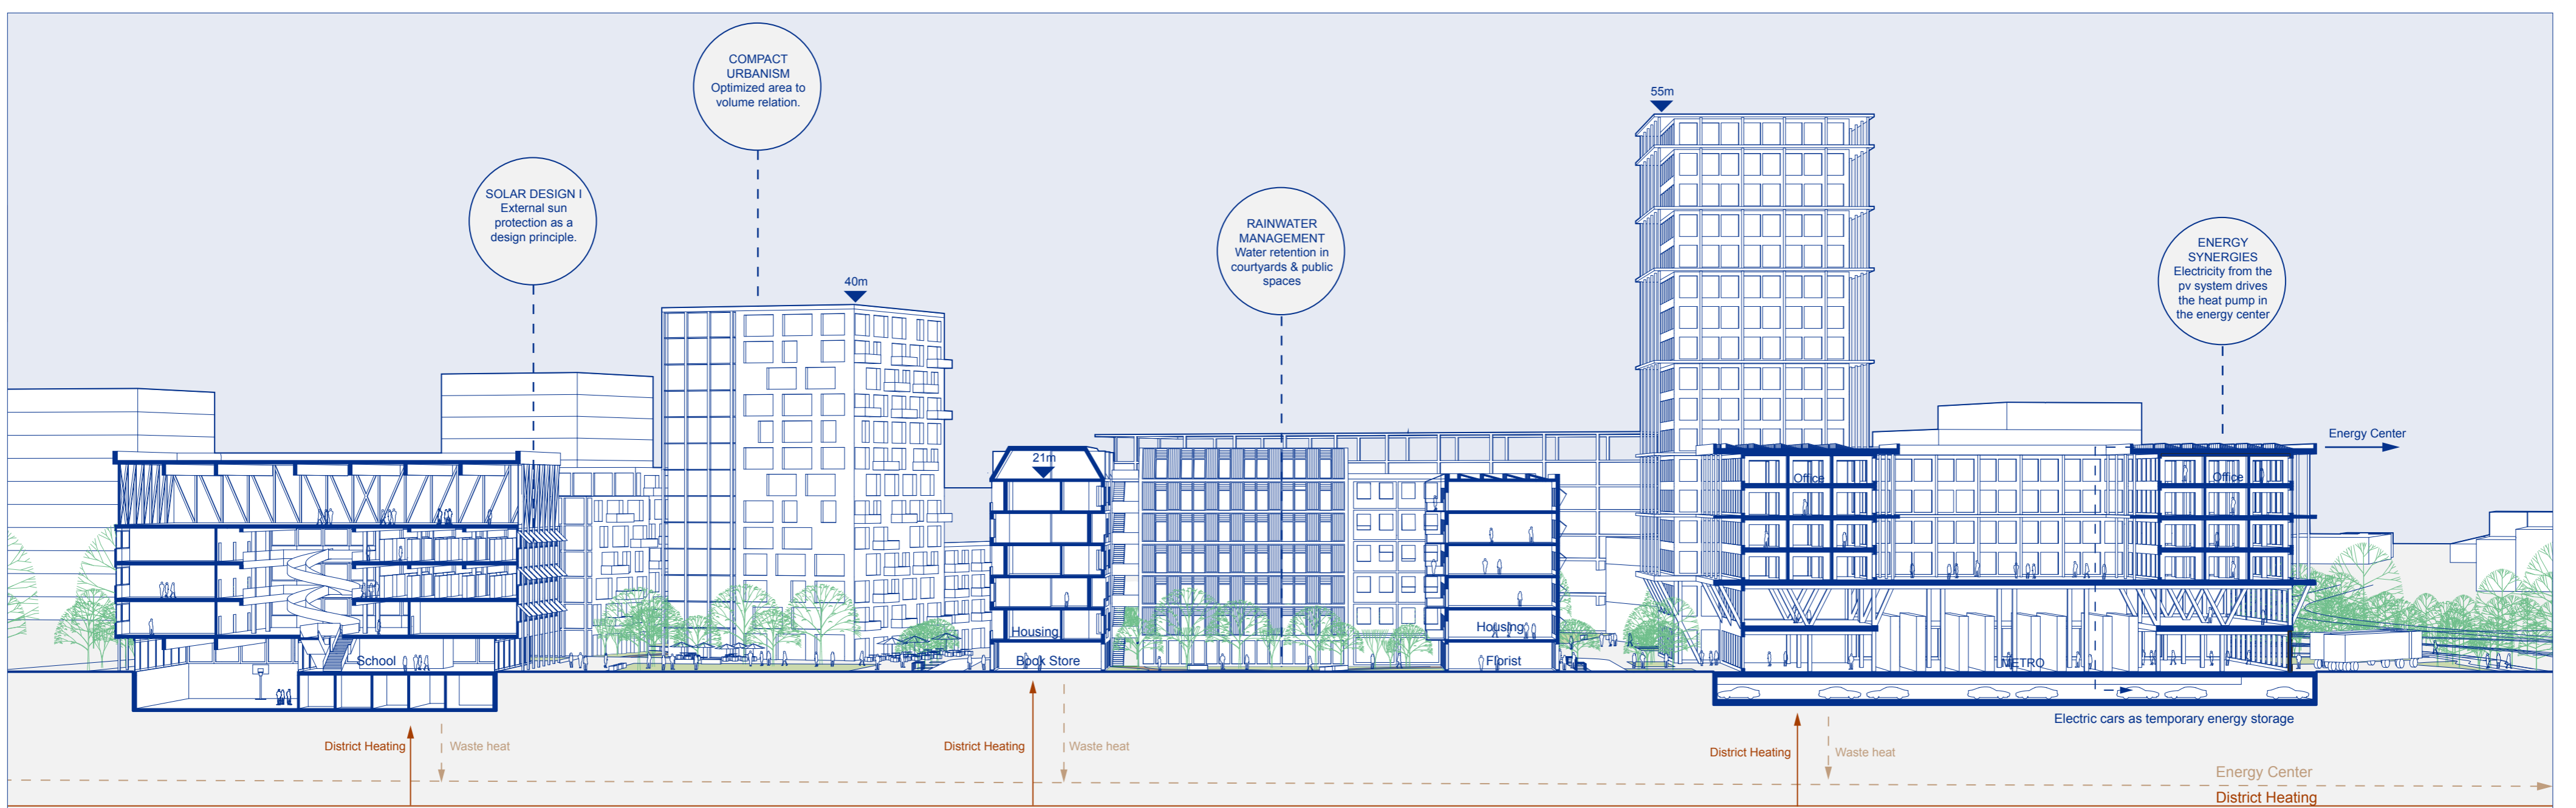 COMPACT
URBANISM
Optimized area to
volume relation.
55m
SOLAR DESIGN I
External sun
protection as a
design principle.
RAINWATER
MANAGEMENT
Water retention in
courtyards & public
spaces
ENERGY
SYNERGIES
Electricity from the
pv system drives
the heat pump in
the energy center
40m
Energy Center
21m
Office
Office
Housing
Housing
School
Book Store
Florist
METRO
Electric cars as temporary energy storage
District Heating
Waste heat
District Heating
Waste heat
District Heating
Waste heat
Energy Center
District Heating